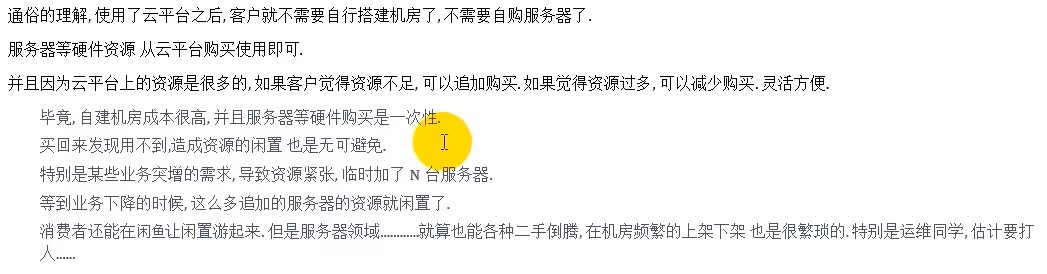 通俗的理解, 使用了云平台之后, 客户就不需要自行搭建机房了, 不需要自购服务器了.
服务器等硬件资源 从云平台购买使用即可.
并且因为云平台上的资源是很多的, 如果客户觉得资源不足, 可以追加购买. 如果觉得资源过多, 可以减少购买. 灵活方便.
毕竟, 自建机房成本很高, 并且服务器等硬件购买是一次性.
买回来发现用不到,造成资源的闲置 也是无可避免.
特别是某些业务突增的需求, 导致资源紧张, 临时加了 N 台服务器.
等到业务下降的时候, 这么多追加的服务器的资源就闲置了.
消费者还能在闲鱼让闲置游起来. 但是服务器领域…………就算也能各种二手倒腾, 在机房频繁的上架下架 也是很繁琐的. 特别是运维同学, 估计要打
人……